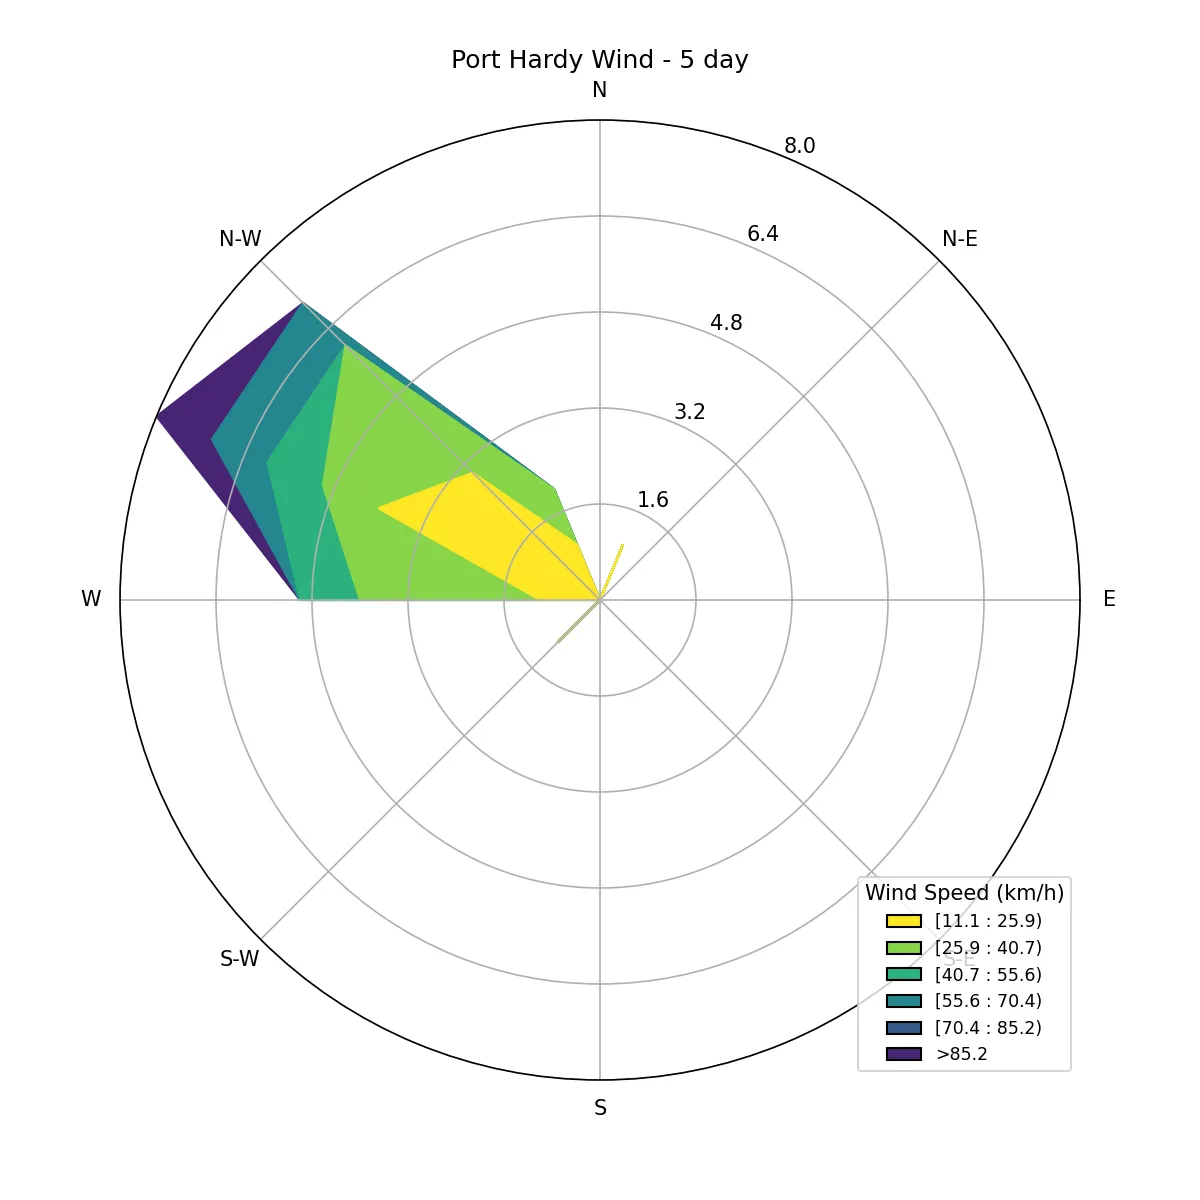 Port Hardy Wind - 5 day
N
8.0
6.4
N-W
N-E
4.8
3.2
1.6
W
E
Wind Speed (km/h)
[11.1 : 25.9)
[25.9 : 40.7)
S-W
S-E
[40.7 : 55.6)
[55.6 : 70.4)
[70.4 : 85.2)
>85.2
S